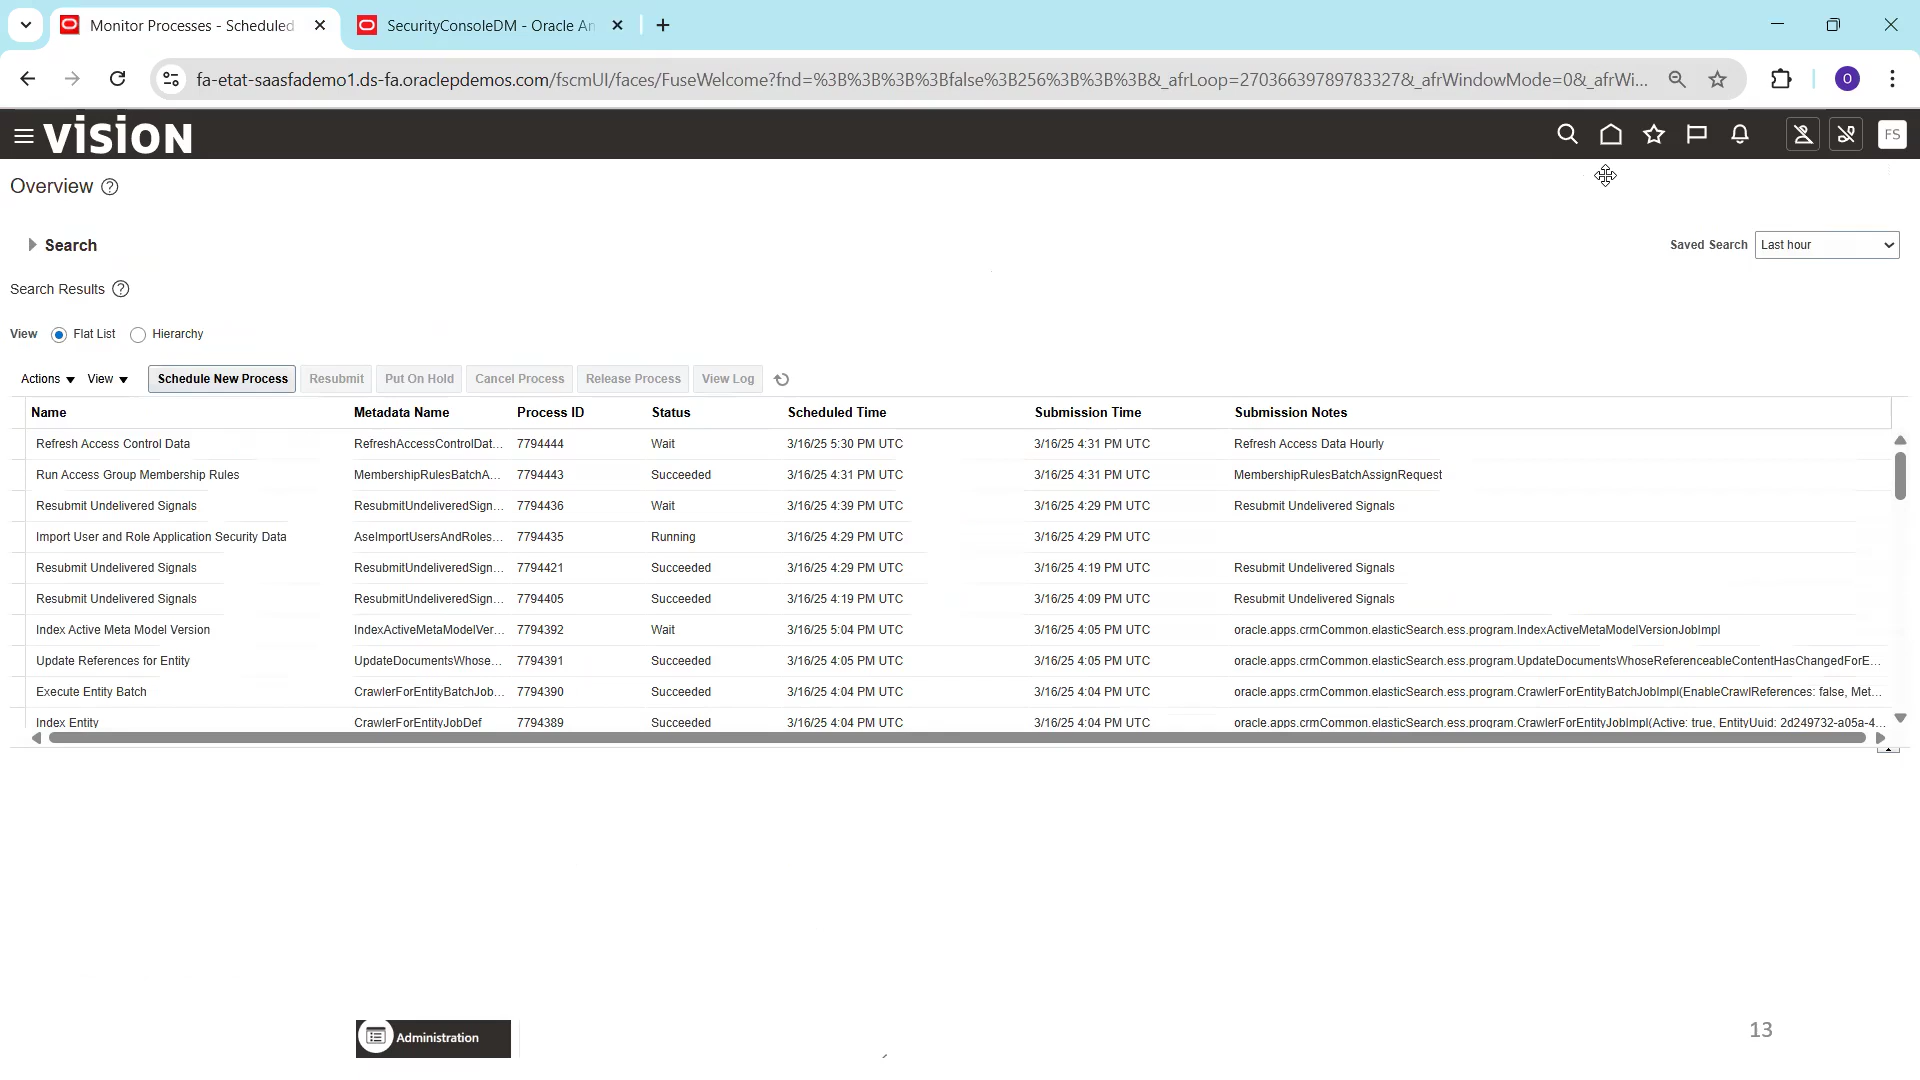 Monitor Processes - Scheduled
SecurityConsoleDM - Oracle An
fa-etat-saasfademo1.ds-fa.oraclepdemos.com/fscmUI/faces/FuseWelcome?fnd=%3B%3B%3B%3Bfalse%3B256%3B%3B%3B&_afrLoop=27036639789783327&_afrWindowMode=0&_afrWi...
O
VISION
FS
Overview
Search
Saved Search Last hour
Search Results
View Flat List Hierarchy
Actions View Schedule New Process Resubmit Put On Hold Cancel Process Release Process View Log
Name Metadata Name Process ID Status Scheduled Time Submission Time Submission Notes
Refresh Access Control Data RefreshAccessControlDat... 7794444 Wait 3/16/25 5:30 PM UTC 3/16/25 4:31 PM UTC Refresh Access Data Hourly
Run Access Group Membership Rules MembershipRulesBatchA... 7794443 Succeeded 3/16/25 4:31 PM UTC 3/16/25 4:31 PM UTC MembershipRulesBatchAssignRequest
Resubmit Undelivered Signals ResubmitUndeliveredSign... 7794436 Wait 3/16/25 4:39 PM UTC 3/16/25 4:29 PM UTC Resubmit Undelivered Signals
Import User and Role Application Security Data AseImportUsersAndRoles... 7794435 Running 3/16/25 4:29 PM UTC 3/16/25 4:29 PM UTC
Resubmit Undelivered Signals ResubmitUndeliveredSign... 7794421 Succeeded 3/16/25 4:29 PM UTC 3/16/25 4:19 PM UTC Resubmit Undelivered Signals
Resubmit Undelivered Signals ResubmitUndeliveredSign... 7794405 Succeeded 3/16/25 4:19 PM UTC 3/16/25 4:09 PM UTC Resubmit Undelivered Signals
Index Active Meta Model Version IndexActiveMetaModelVer... 7794392 Wait 3/16/25 5:04 PM UTC 3/16/25 4:05 PM UTC oracle.apps.crmCommon.elasticSearch.ess.program.IndexActiveMetaModelVersionJobImpl
Update References for Entity UpdateDocumentsWhose... 7794391 Succeeded 3/16/25 4:05 PM UTC 3/16/25 4:05 PM UTC oracle.apps.crmCommon.elasticSearch.ess.program.UpdateDocumentsWhoseReferenceableContentHasChangedForE...
Execute Entity Batch CrawlerForEntityBatchJob... 7794390 Succeeded 3/16/25 4:04 PM UTC 3/16/25 4:04 PM UTC oracle.apps.crmCommon.elasticSearch.ess.program.CrawlerForEntityBatchJobImpl(EnableCrawlReferences: false, Met...
Index Entity CrawlerForEntityJobDef 7794389 Succeeded 3/16/25 4:04 PM UTC 3/16/25 4:04 PM UTC oracle.apps.crmCommon.elasticSearch.ess.program.CrawlerForEntityJobImpl(Active: true, EntityUuid: 2d249732-a05a-4...
Administration
13